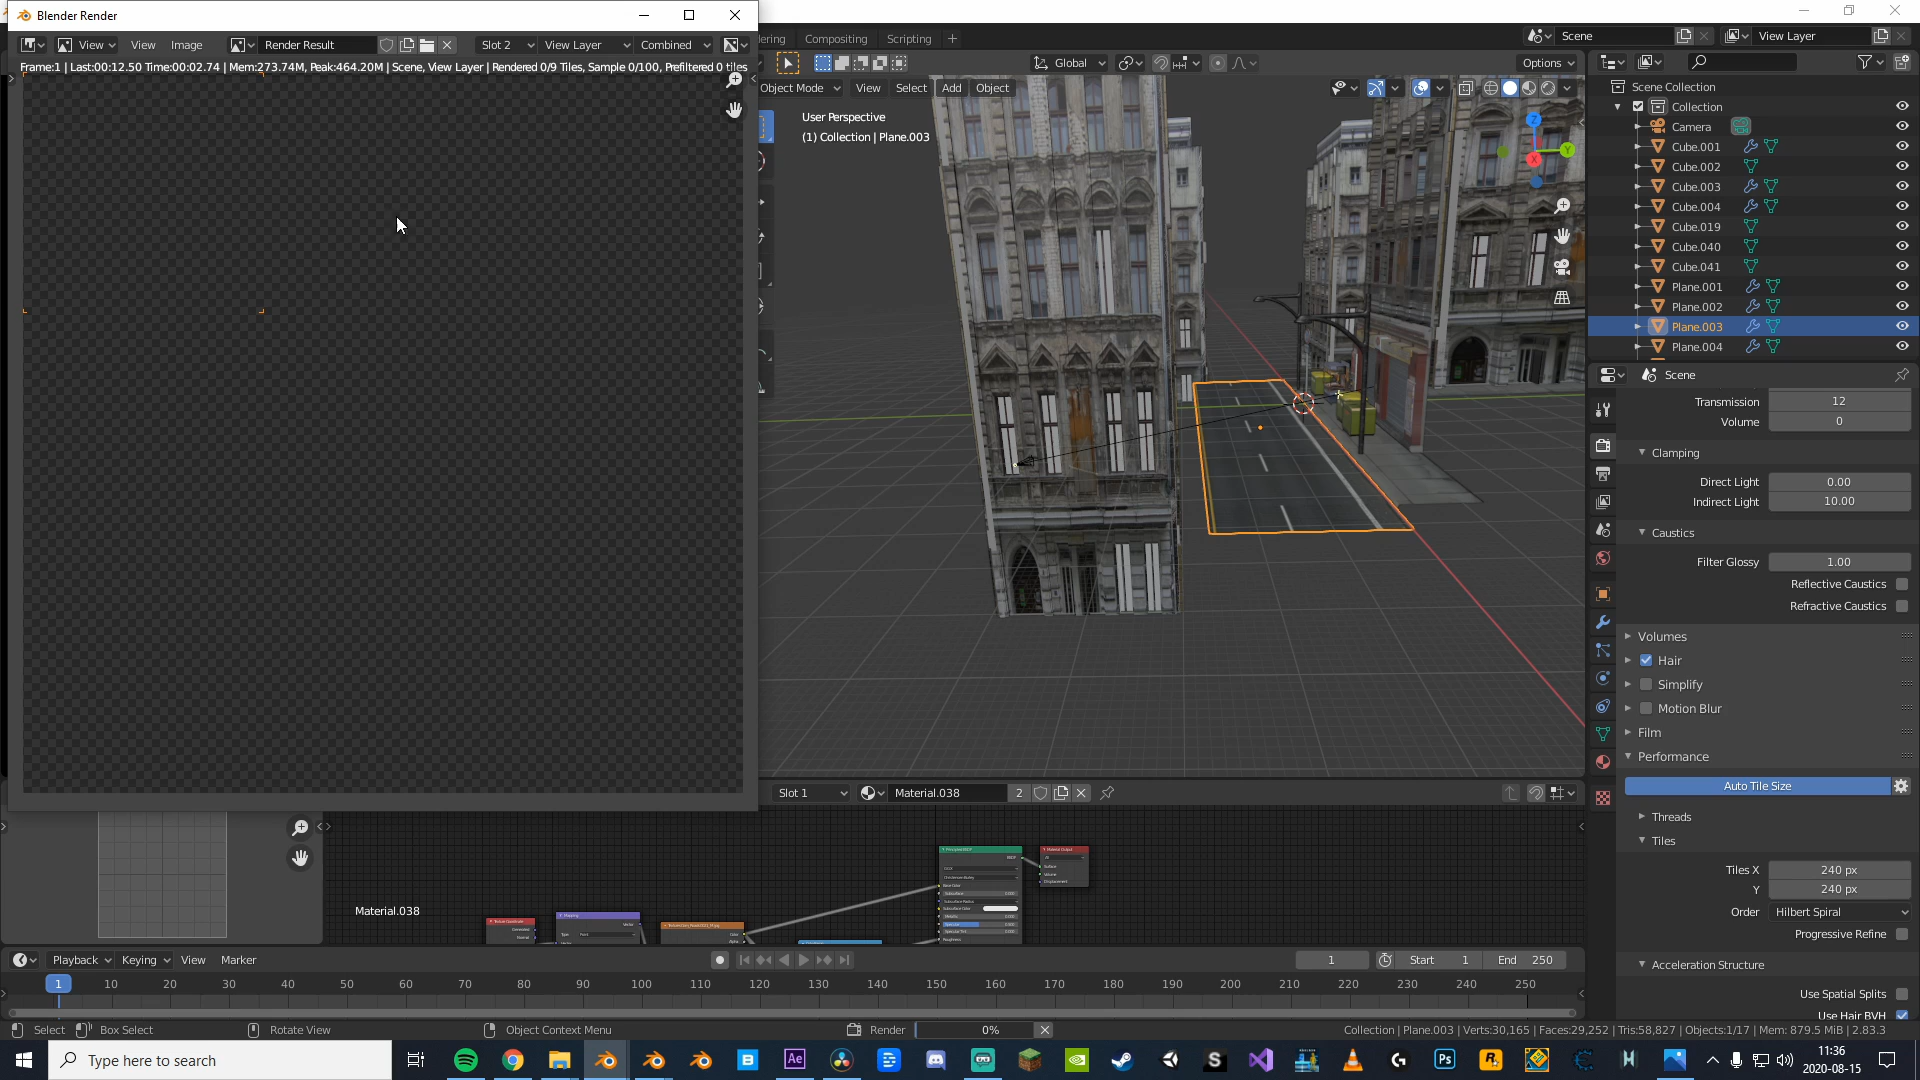 Blender Render
View
View
Image
Render Result
Slot 2
View Layer
Combined
Frame:1 | Last:00:12.50 Time:00:02.74 | Mem:273.74M, Peak:464.20M | Scene, View Layer | Rendered 0/9 Tiles, Sample 0/100, Prefiltered 0 tiles
Compositing
Scripting
Scene
View Layer
Global
Options
Object Mode
View
Select
Add
Object
User Perspective
(1) Collection | Plane.003
Z
Y
X
Scene Collection
Collection
Camera
Cube.001
Cube.002
Cube.003
Cube.004
Cube.019
Cube.040
Cube.041
Plane.001
Plane.002
Plane.003
Plane.004
Scene
Transmission 12
Volume 0
Clamping
Direct Light 0.00
Indirect Light 10.00
Caustics
Filter Glossy 1.00
Reflective Caustics
Refractive Caustics
Volumes
Hair
Simplify
Motion Blur
Film
Performance
Auto Tile Size
Threads
Tiles
Tiles X 240 px
Y 240 px
Order Hilbert Spiral
Progressive Refine
Acceleration Structure
Use Spatial Splits
Use Hair BVH
Slot 1
Material.038
2
Material.038
Playback
Keying
View
Marker
1
Start 1
End 250
1 10 20 30 40 50 60 70 80 90 100 110 120 130 140 150 160 170 180 190 200 210 220 230 240 250
Select
Box Select
Rotate View
Object Context Menu
Render
0%
Collection | Plane.003 | Verts:30,165 | Faces:29,252 | Tris:58,827 | Objects:1/17 | Mem: 879.5 MiB | 2.83.3
Type here to search
Ae
Ps
11:36
2020-08-15